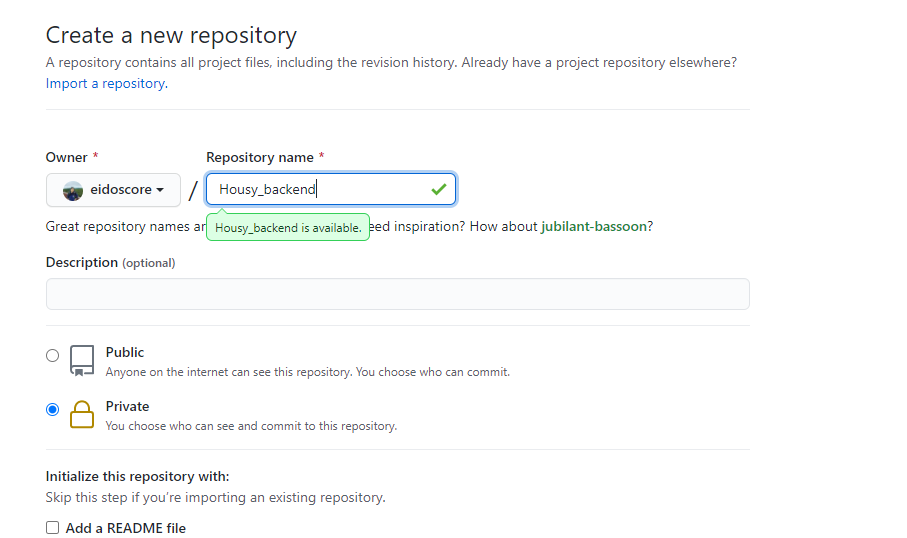 Create a new repository
A repository contains all project files, including the revision history. Already have a project repository elsewhere?
Import a repository.
Owner * Repository name *
eidoscore / Housy_backend
Great repository names ar
Housy_backend is available.
eed inspiration? How about jubilant-bassoon?
Description (optional)
Public
Anyone on the internet can see this repository. You choose who can commit.
Private
You choose who can see and commit to this repository.
Initialize this repository with:
Skip this step if you’re importing an existing repository.
Add a README file